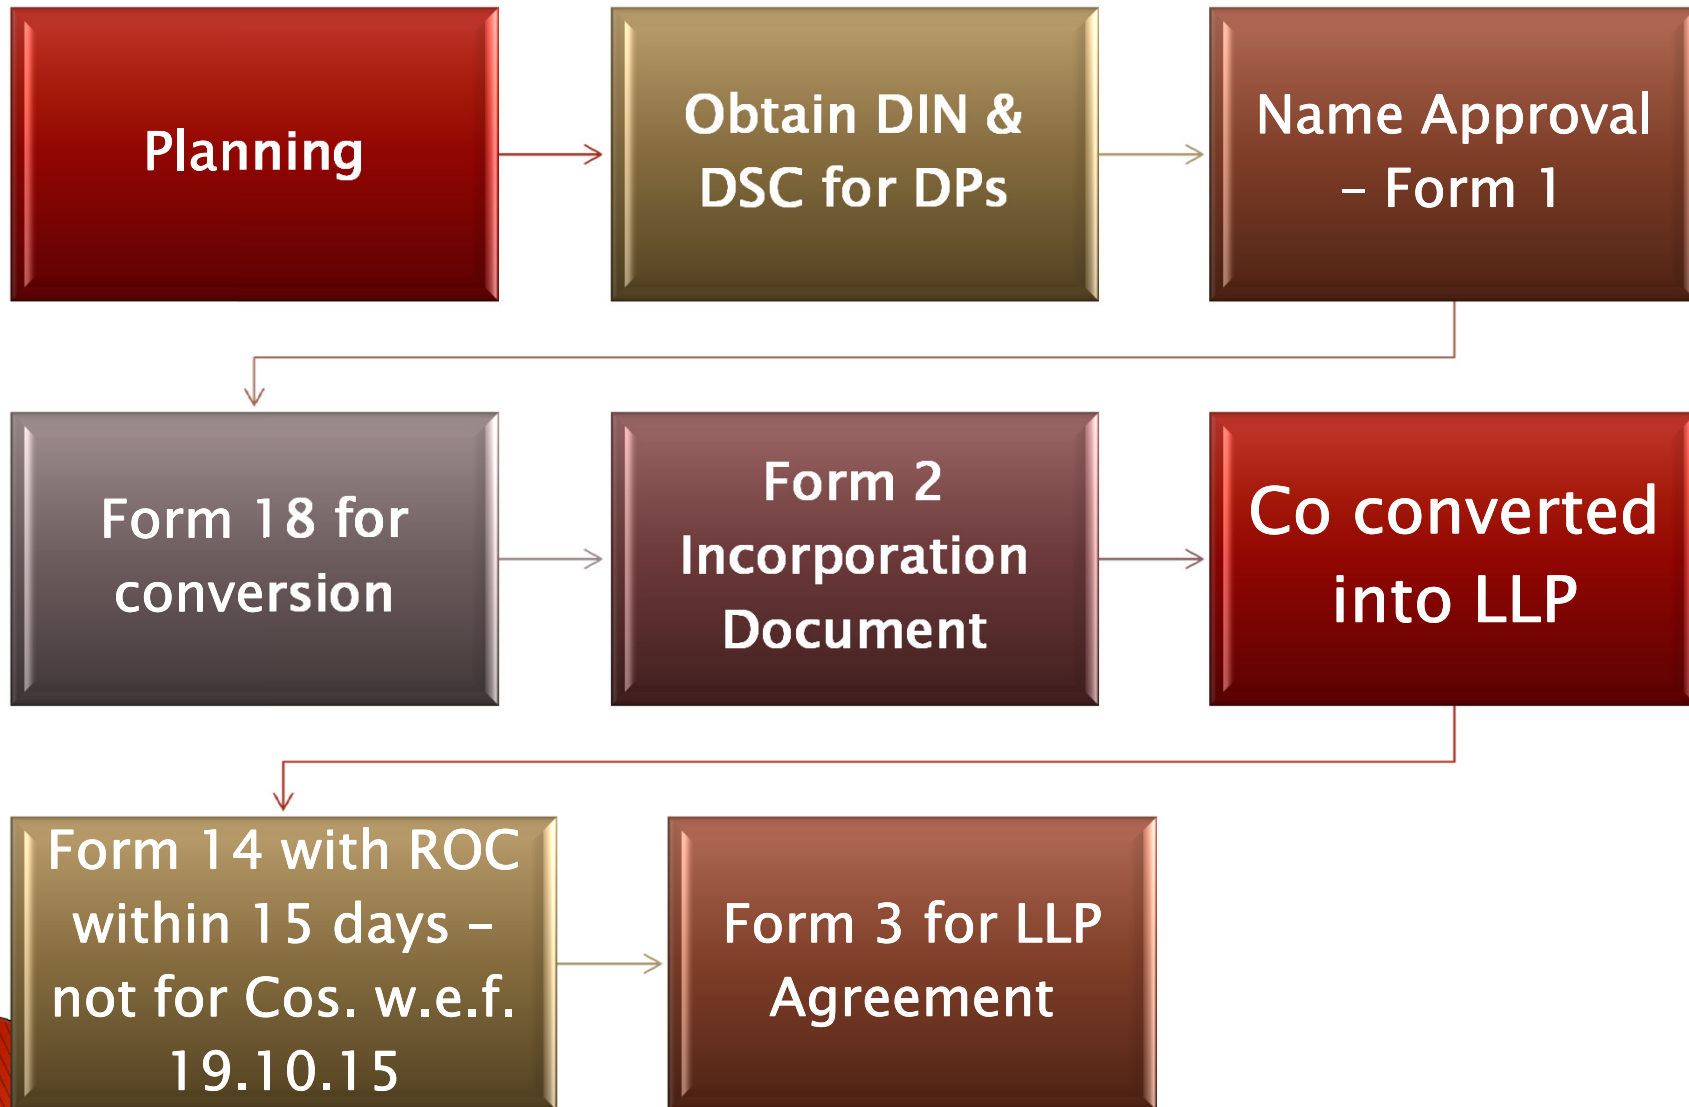 Planning
Obtain DIN &
DSC for DPs
Name Approval
– Form 1
Form 18 for
conversion
Form 2
Incorporation
Document
Co converted
into LLP
Form 14 with ROC
within 15 days –
not for Cos. w.e.f.
19.10.15
Form 3 for LLP
Agreement